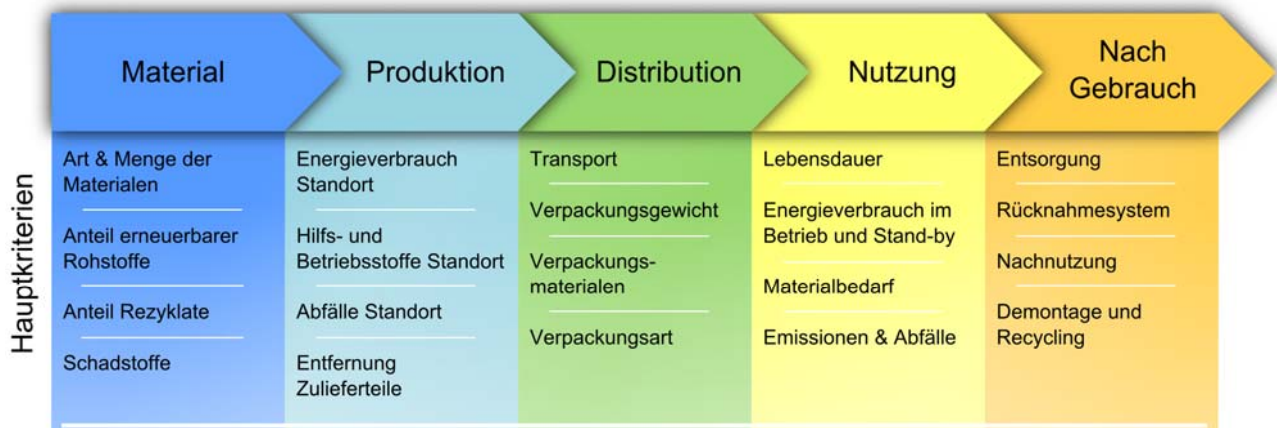 Material
Produktion
Distribution
Nutzung
Nach
Gebrauch
Hauptkriterien
Art & Menge der
Materialen
Anteil erneuerbarer
Rohstoffe
Anteil Rezyklate
Schadstoffe
Energieverbrauch
Standort
Hilfs- und
Betriebsstoffe Standort
Abfälle Standort
Entfernung
Zulieferteile
Transport
Verpackungsgewicht
Verpackungs-
materialen
Verpackungsart
Lebensdauer
Energieverbrauch im
Betrieb und Stand-by
Materialbedarf
Emissionen & Abfälle
Entsorgung
Rücknahmesystem
Nachnutzung
Demontage und
Recycling